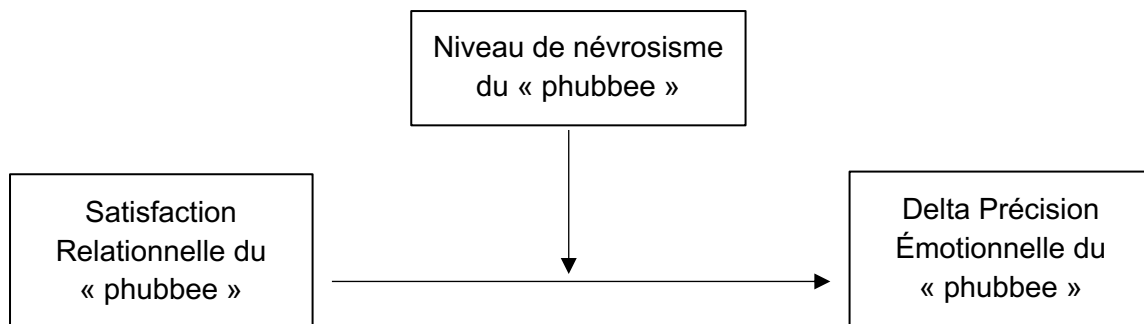 Niveau de névrosisme
du « phubbee »
Satisfaction
Relationnelle du
« phubbee »
Delta Précision
Émotionnelle du
« phubbee »